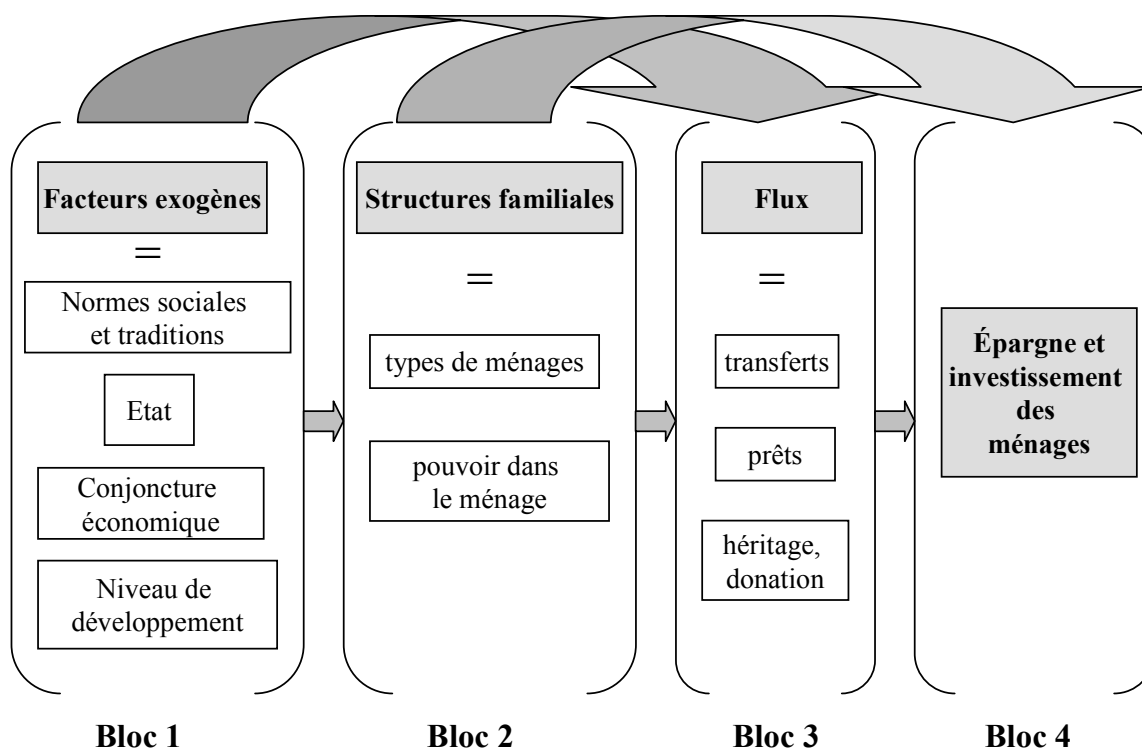 Facteurs exogènes
=
Normes sociales
et traditions
Etat
Conjoncture
économique
Niveau de
développement
Bloc 1
Structures familiales
=
types de ménages
pouvoir dans
le ménage
Bloc 2
Flux
=
transferts
prêts
héritage,
donation
Bloc 3
Épargne et
investissement
des
ménages
Bloc 4